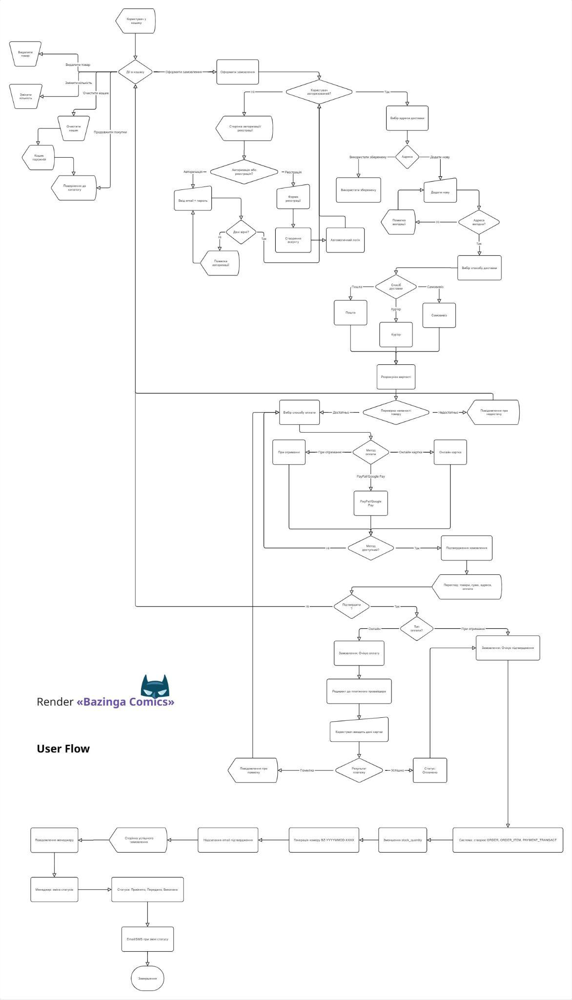 Користувач у
кошику
Видалити
товар
Видалити товар
Дії в кошику
Оформити замовлення
Оформити замовлення
Змінити кількість
Змінити
кількість
Очистити кошик
Користувач
авторизований?
Ні
Так
Вибір адреси доставки
Очистити
кошик
Сторінка авторизації/
реєстрації
Продовжити покупки
Кошик
порожній
Використати збережену
Адреса
Додати нову
Авторизація
Авторизація або
реєстрація?
Реєстрація
Повернення до
каталогу
Використати збережену
Додати нову
Ввід email + пароль
Форма
реєстрації
Помилка
валідації
Ні
Адреса
валідна?
Дані вірні?
Ні
Так
Створення
акаунту
Автоматичний логін
Так
Помилка
авторизації
Вибір способу доставки
Пошта
Спосіб
доставки
Самовивіз
Пошта
Кур'єр
Самовивіз
Кур'єр
Розрахунок вартості
Вибір способу оплати
Достатньо
Перевірка наявності
товару
Недостатньо
Повідомлення про
недостачу
При отриманні
При отриманні
Метод
оплати
Онлайн картка
Онлайн картка
PayPal/Google Pay
PayPal/Google
Pay
Ні
Метод
доступний?
Так
Підтвердження замовлення
Перегляд: товари, сума, адреса,
оплата
Ні
Підтвердити
?
Так
Онлайн
Тип
оплати?
При отриманні
Замовлення: Очікує оплату
Замовлення: Очікує підтвердження
Редирект до платіжного провайдера
Render «Bazinga Comics»
Користувач вводить дані картки
User Flow
Повідомлення про
помилку
Помилка
Результат
платежу
Успішно
Статус:
Оплачено
Повідомлення менеджеру
Сторінка успішного
замовлення
Надсилання email підтвердження
Генерація номеру BZ-YYYYMMDD-XXXX
Зменшення stock_quantity
Система: створює ORDER, ORDER_ITEM, PAYMENT_TRANSACT
Менеджер: зміна статусів
Статуси: Прийнято, Передано, Виконано
Email/SMS при зміні статусу
Завершення